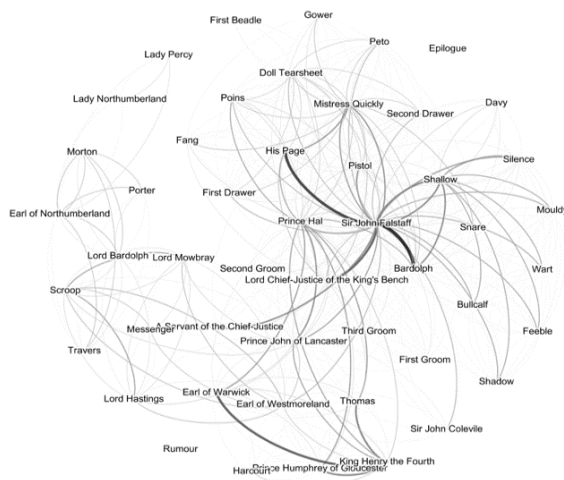 Gower
First Beadle
Peto
Epilogue
Lady Percy
Doll Tearsheet
Lady Northumberland
Poins
Mistress Quickly
Davy
Second Drawer
Fang
Morton
His Page
Silence
Pistol
Shallow
Porter
First Drawer
Mouldy
Earl of Northumberland
Prince Hal
Sir John Falstaff
Snare
Lord Bardolph
Lord Mowbray
Second Groom
Bardolph
Wart
Lord Chief-Justice of the King's Bench
Scroop
Bullcalf
Messenger
A Servant of the Chief-Justice
Third Groom
Feeble
Prince John of Lancaster
Travers
First Groom
Shadow
Earl of Warwick
Lord Hastings
Earl of Westmoreland
Thomas
Sir John Colevile
Rumour
King Henry the Fourth
Prince Humphrey of Gloucester
Harcourt